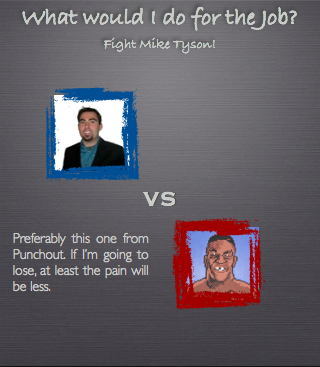 What would I do for the Job?
Fight Mike Tyson!
VS
Preferably this one from
Punchout. If I'm going to
lose, at least the pain will
be less.